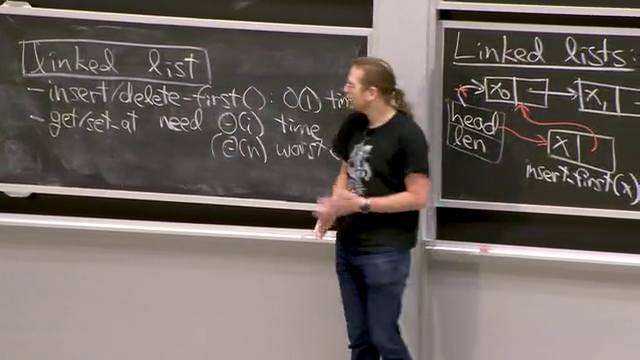 linked list
- insert/delete-first(): O(1) time
- get/set-at need Θ(i) time
(Θ(n) worst
Linked lists:
x₀
x₁
head
len
x
insert-first(x)